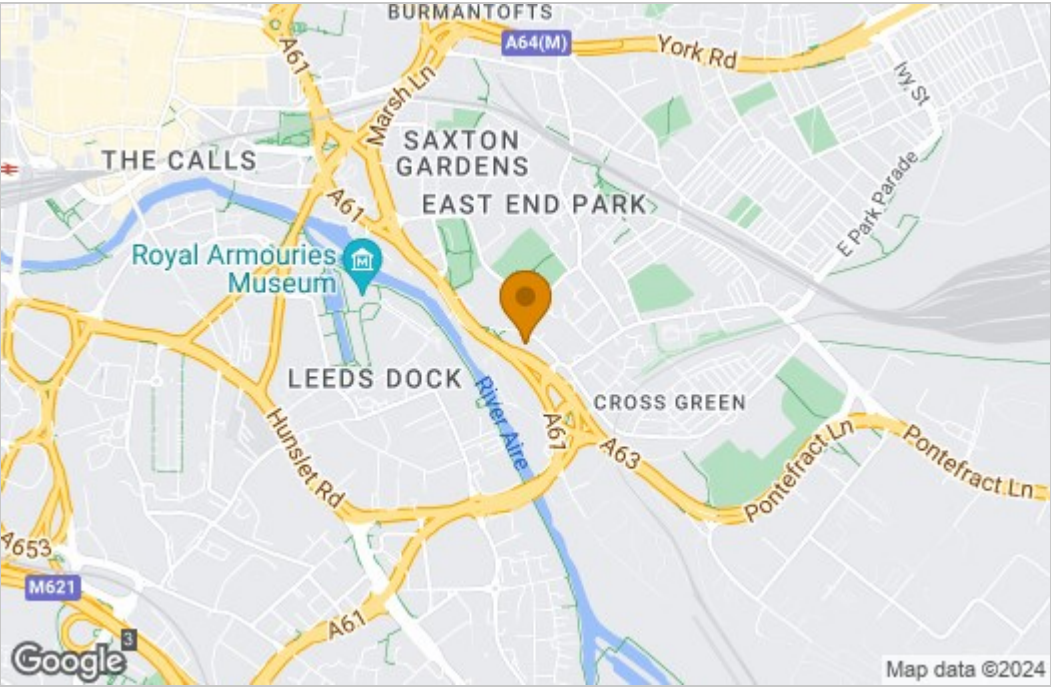 BURMANTOFTS
A64(M)
York Rd
A61
Marsh Ln
Ivy St
SAXTON
GARDENS
THE CALLS
A61
EAST END PARK
E Park Parade
Royal Armouries
Museum
LEEDS DOCK
River Aire
CROSS GREEN
A61
A63
Hunslet Rd
Pontefract Ln
Pontefract Ln
A653
M621
A61
3
Google
Map data ©2024